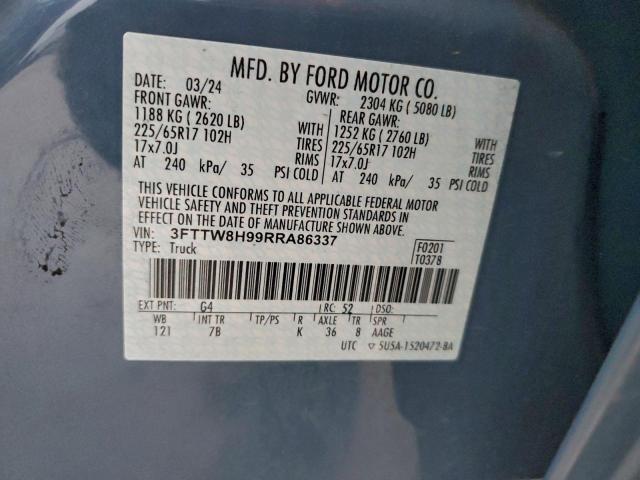 MFD. BY FORD MOTOR CO.
DATE: 03/24 GVWR: 2304 KG ( 5080 LB)
FRONT GAWR: REAR GAWR:
1188 KG ( 2620 LB) WITH 1252 KG ( 2760 LB) WITH
225/65R17 102H TIRES 225/65R17 102H TIRES
17x7.0J RIMS 17x7.0J RIMS
AT 240 kPa/ 35 PSI COLD AT 240 kPa/ 35 PSI COLD
THIS VEHICLE CONFORMS TO ALL APPLICABLE FEDERAL MOTOR
VEHICLE SAFETY AND THEFT PREVENTION STANDARDS IN
EFFECT ON THE DATE OF MANUFACTURE SHOWN ABOVE.
VIN: 3FTTW8H99RRA86337 F0201
TYPE: Truck T0378
EXT PNT: G4 RC: 52 DSO:
WB INT TR TP/PS R AXLE TR SPR
121 7B K 36 8 AAGE
UTC ▽ 5U5A-1520472-BA